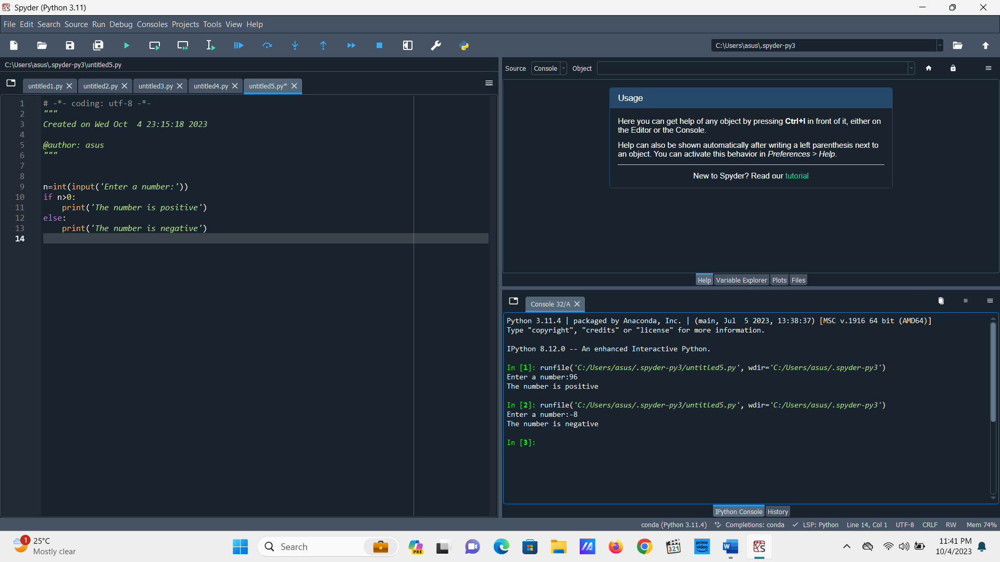 Spyder (Python 3.11)
File Edit Search Source Run Debug Consoles Projects Tools View Help
C:\Users\asus\.spyder-py3
C:\Users\asus\.spyder-py3\untitled5.py
untitled1.py untitled2.py untitled3.py untitled4.py untitled5.py*
1 # -*- coding: utf-8 -*-
2 """
3 Created on Wed Oct  4 23:15:18 2023
4
5 @author: asus
6 """
7
8
9 n=int(input('Enter a number:'))
10 if n>0:
11     print('The number is positive')
12 else:
13     print('The number is negative')
14
Source Console Object
Usage
Here you can get help of any object by pressing Ctrl+I in front of it, either on
the Editor or the Console.
Help can also be shown automatically after writing a left parenthesis next to
an object. You can activate this behavior in Preferences > Help.
New to Spyder? Read our tutorial
Help Variable Explorer Plots Files
Console 32/A
Python 3.11.4 | packaged by Anaconda, Inc. | (main, Jul  5 2023, 13:38:37) [MSC v.1916 64 bit (AMD64)]
Type "copyright", "credits" or "license" for more information.
IPython 8.12.0 -- An enhanced Interactive Python.
In [1]: runfile('C:/Users/asus/.spyder-py3/untitled5.py', wdir='C:/Users/asus/.spyder-py3')
Enter a number:96
The number is positive
In [2]: runfile('C:/Users/asus/.spyder-py3/untitled5.py', wdir='C:/Users/asus/.spyder-py3')
Enter a number:-8
The number is negative
In [3]:
IPython Console History
conda (Python 3.11.4) Completions: conda LSP: Python Line 14, Col 1 UTF-8 CRLF RW Mem 74%
1
25°C
Mostly clear
Search
PRE
321
prime video
W
11:41 PM
10/4/2023